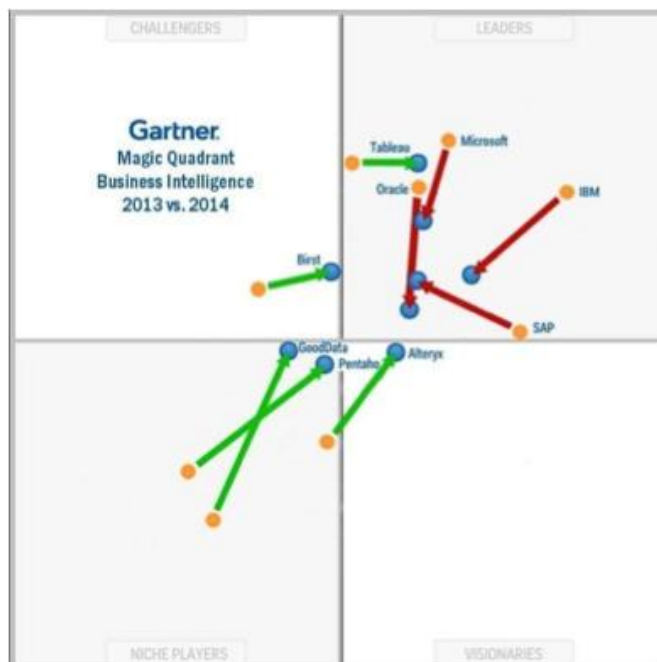 CHALLENGERS
LEADERS
Gartner.
Magic Quadrant
Business Intelligence
2013 vs. 2014
Tableau
Microsoft
Oracle
IBM
Birst
SAP
GoodData
Pentaho
Alteryx
NICHE PLAYERS
VISIONARIES